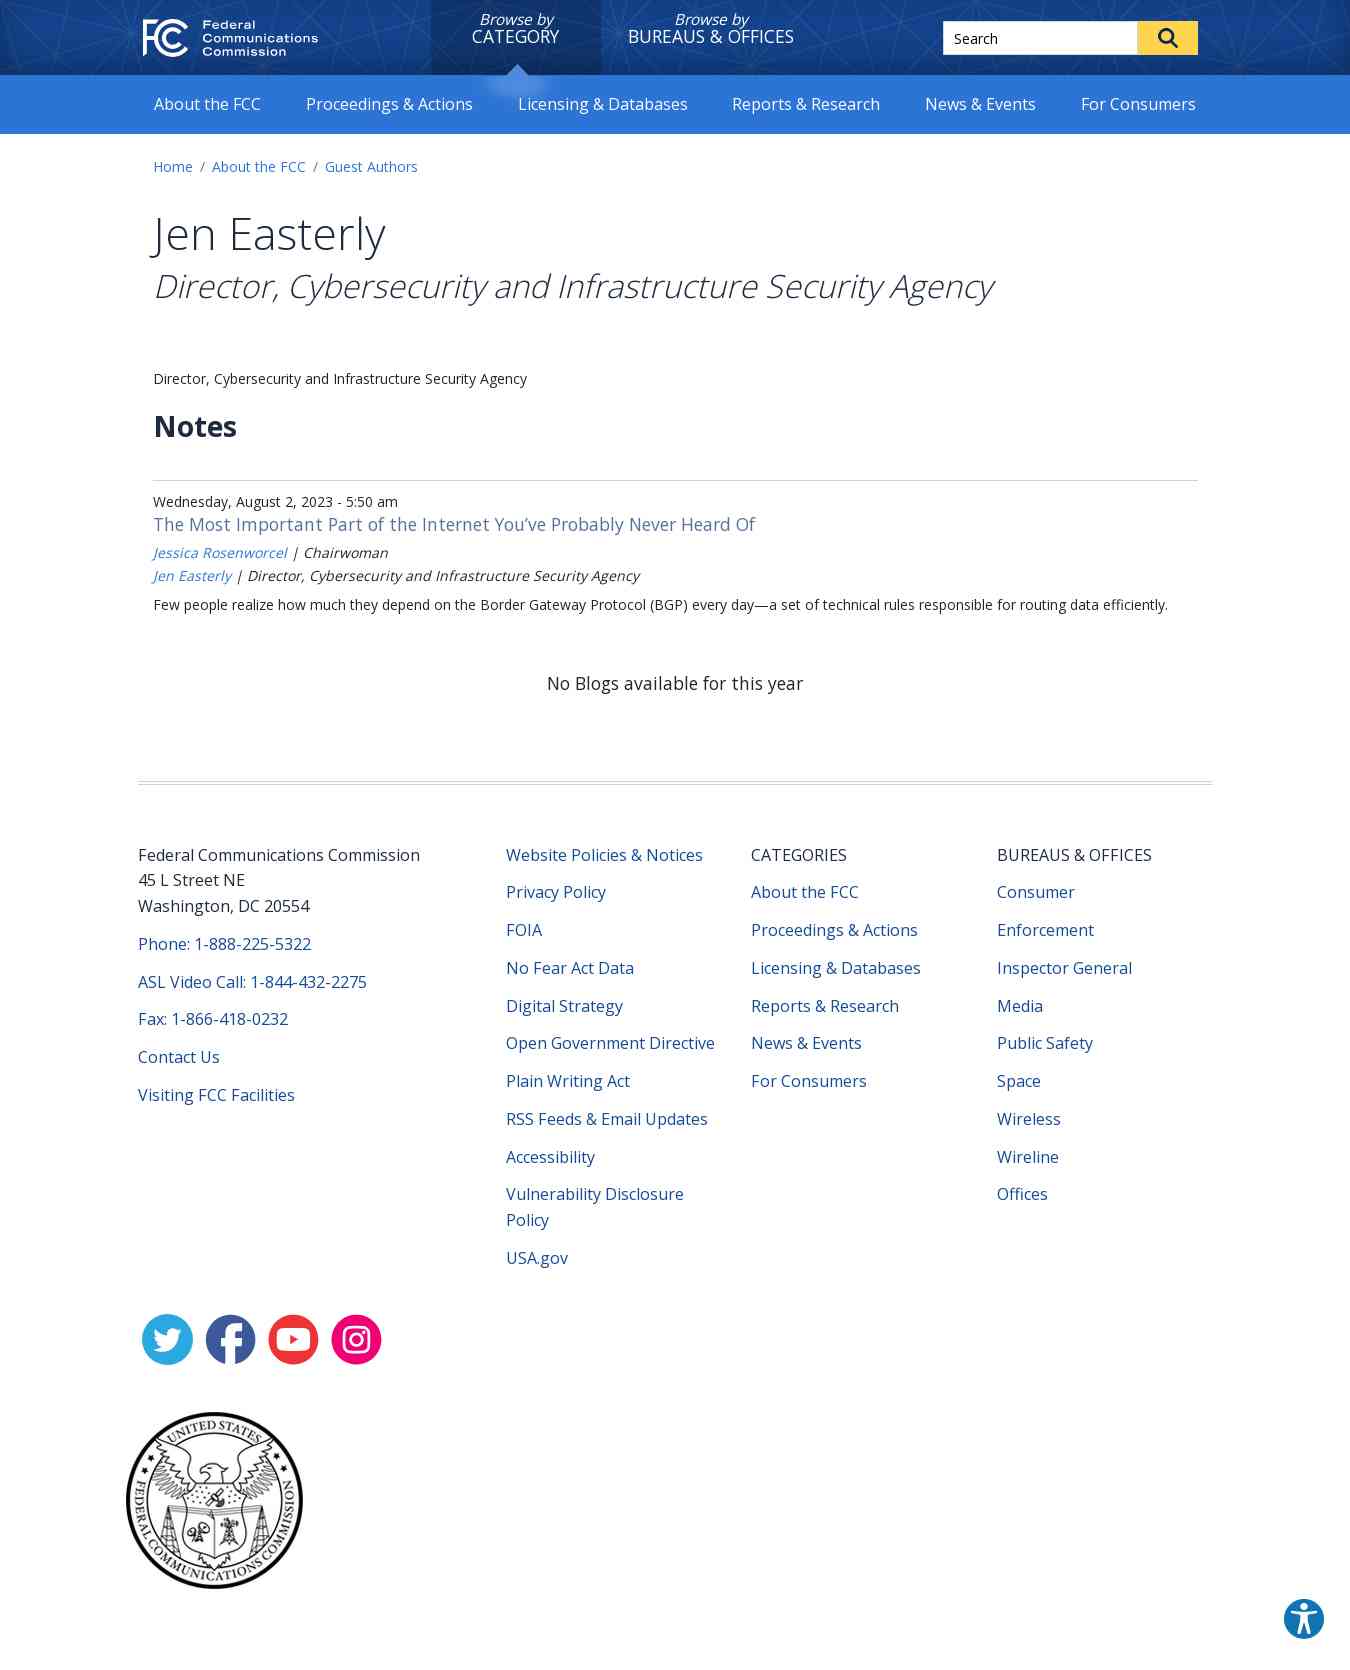 Federal
Communications
Commission
Browse by
CATEGORY
Browse by
BUREAUS & OFFICES
Search
About the FCC
Proceedings & Actions
Licensing & Databases
Reports & Research
News & Events
For Consumers
Home / About the FCC / Guest Authors
Jen Easterly
Director, Cybersecurity and Infrastructure Security Agency
Director, Cybersecurity and Infrastructure Security Agency
Notes
Wednesday, August 2, 2023 - 5:50 am
The Most Important Part of the Internet You’ve Probably Never Heard Of
Jessica Rosenworcel | Chairwoman
Jen Easterly | Director, Cybersecurity and Infrastructure Security Agency
Few people realize how much they depend on the Border Gateway Protocol (BGP) every day—a set of technical rules responsible for routing data efficiently.
No Blogs available for this year
Federal Communications Commission
45 L Street NE
Washington, DC 20554
Phone: 1-888-225-5322
ASL Video Call: 1-844-432-2275
Fax: 1-866-418-0232
Contact Us
Visiting FCC Facilities
Website Policies & Notices
Privacy Policy
FOIA
No Fear Act Data
Digital Strategy
Open Government Directive
Plain Writing Act
RSS Feeds & Email Updates
Accessibility
Vulnerability Disclosure
Policy
USA.gov
CATEGORIES
About the FCC
Proceedings & Actions
Licensing & Databases
Reports & Research
News & Events
For Consumers
BUREAUS & OFFICES
Consumer
Enforcement
Inspector General
Media
Public Safety
Space
Wireless
Wireline
Offices
UNITED STATES
FEDERAL COMMUNICATIONS COMMISSION